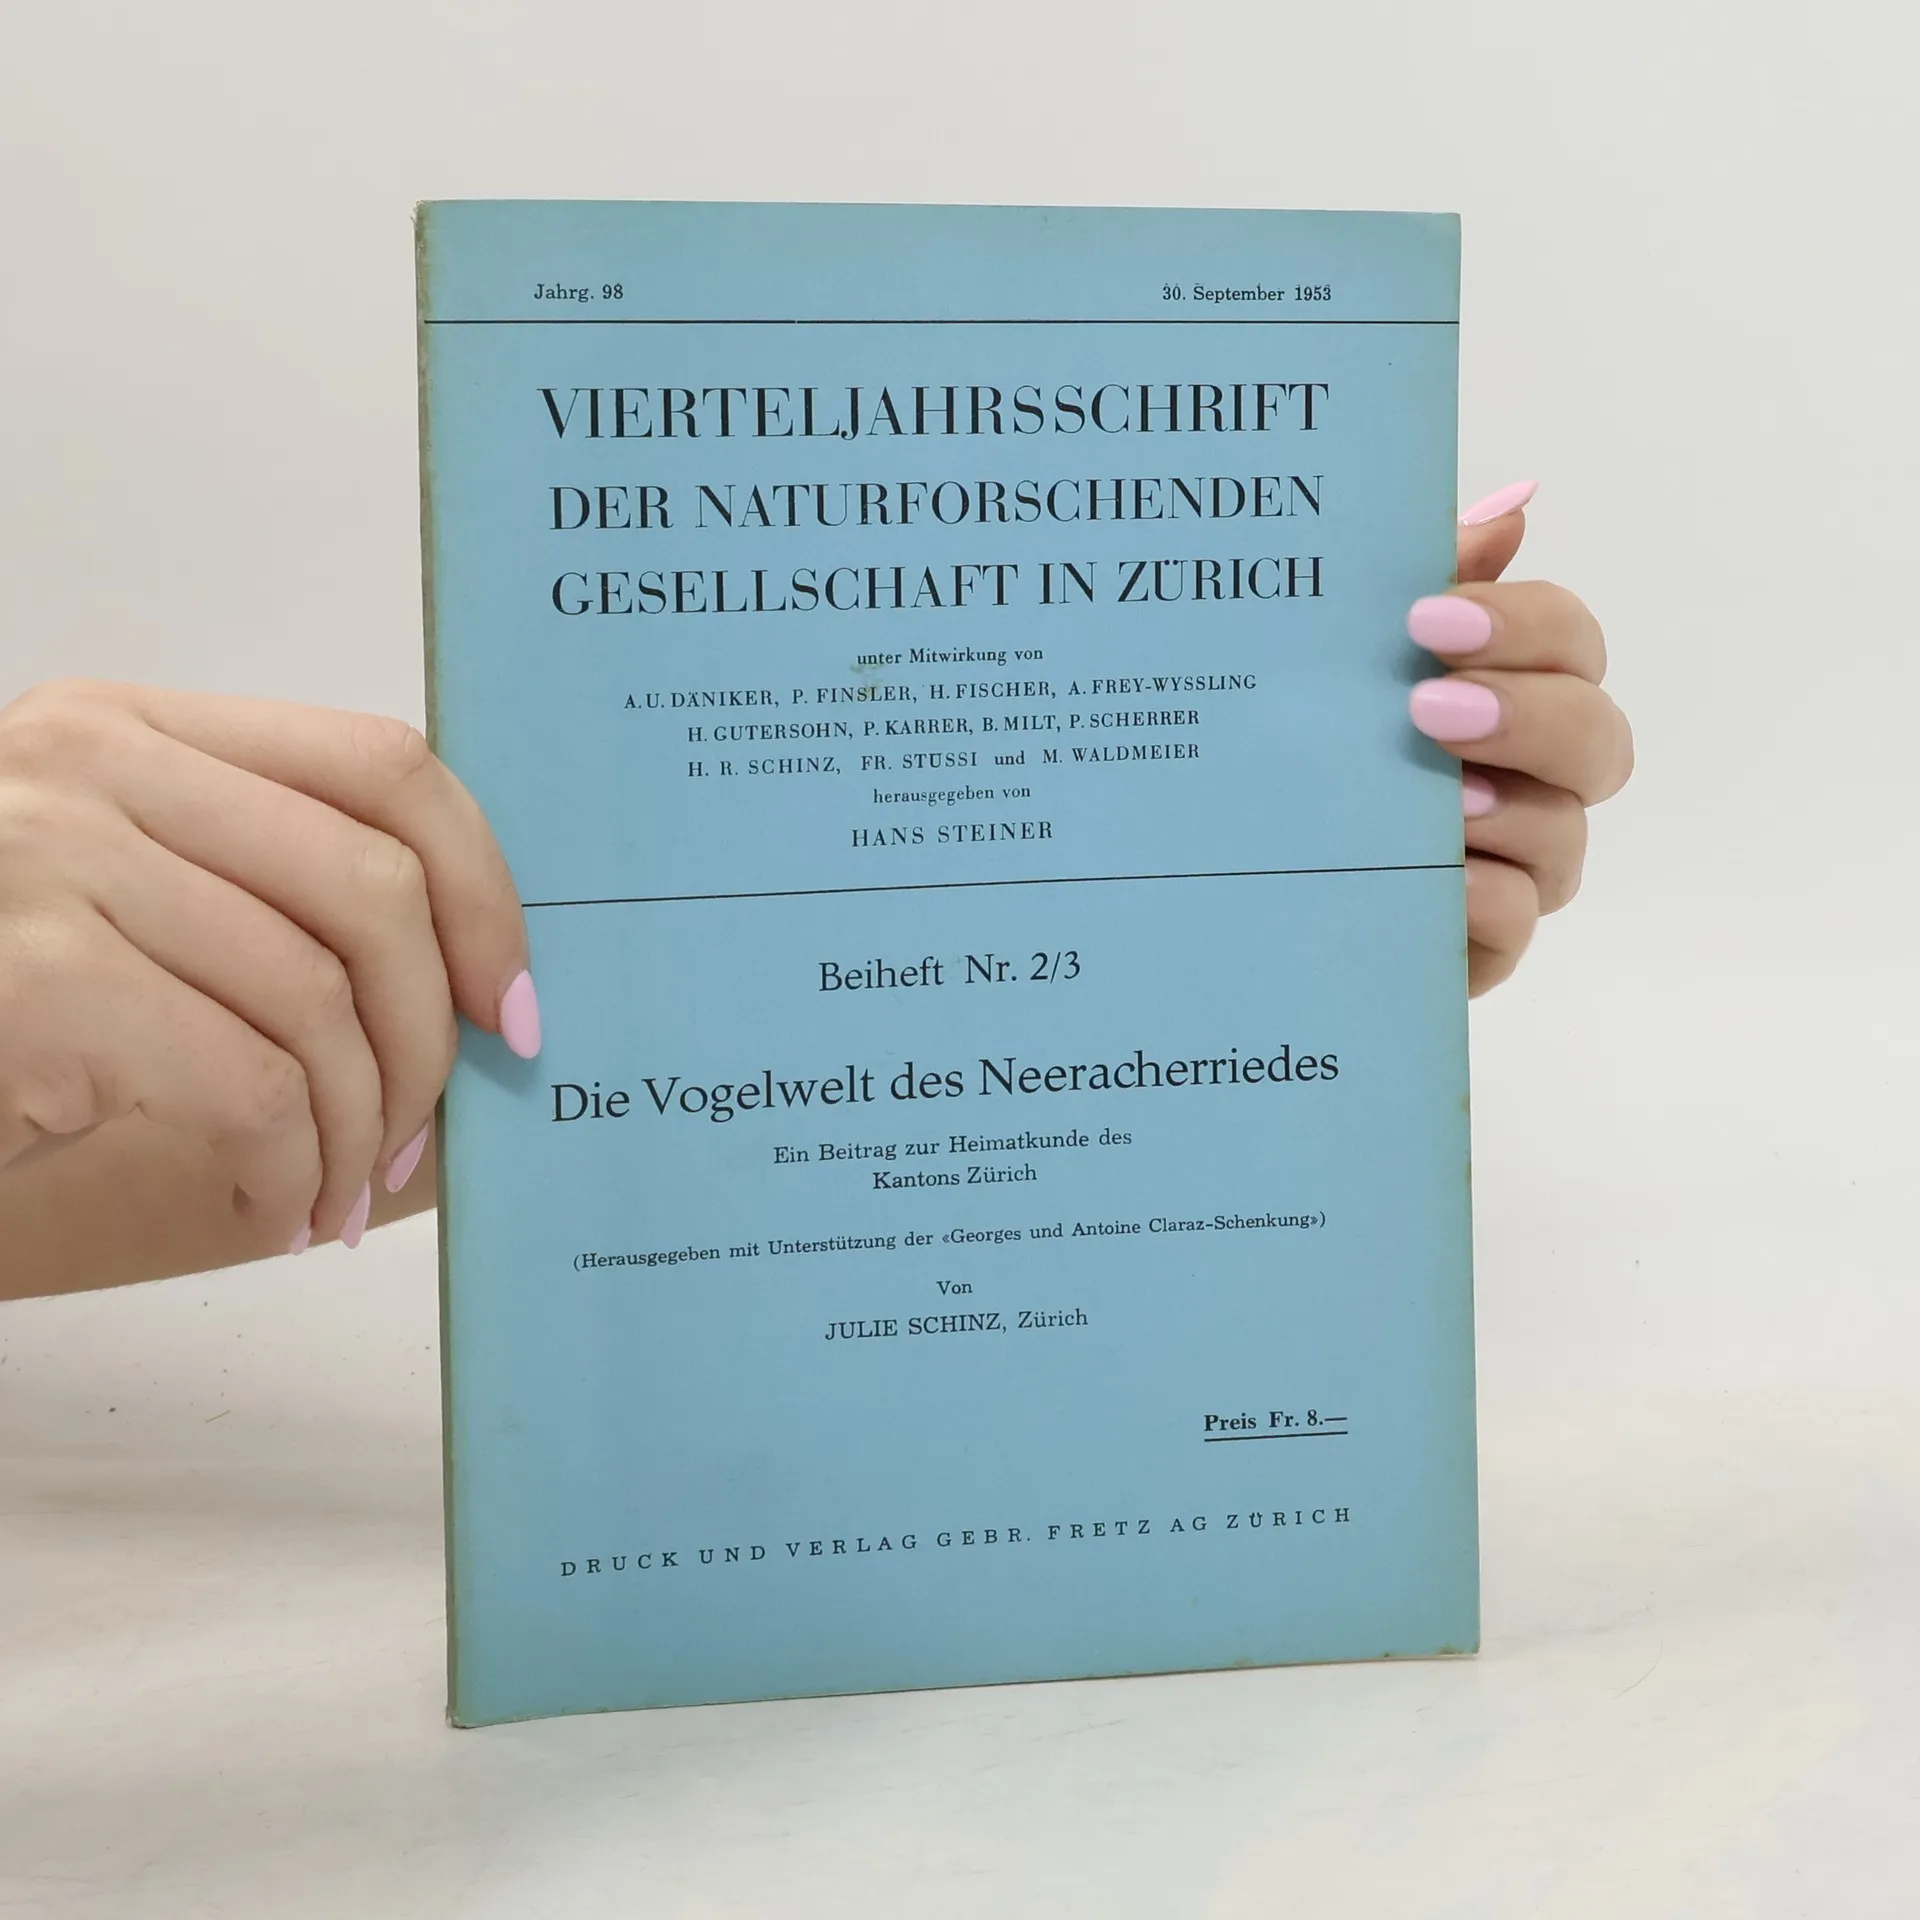 Jahrg. 98
30. September 1953
VIERTELJAHRSSCHRIFT
DER NATURFORSCHENDEN
GESELLSCHAFT IN ZÜRICH
unter Mitwirkung von
A. U. DÄNIKER, P. FINSLER, H. FISCHER, A. FREY-WYSSLING
H. GUTERSOHN, P. KARRER, B. MILT, P. SCHERRER
H. R. SCHINZ, FR. STÜSSI und M. WALDMEIER
herausgegeben von
HANS STEINER
Beiheft Nr. 2/3
Die Vogelwelt des Neeracherriedes
Ein Beitrag zur Heimatkunde des
Kantons Zürich
(Herausgegeben mit Unterstützung der «Georges und Antoine Claraz-Schenkung»)
Von
JULIE SCHINZ, Zürich
Preis Fr. 8.—
DRUCK UND VERLAG GEBR. FRETZ AG ZÜRICH